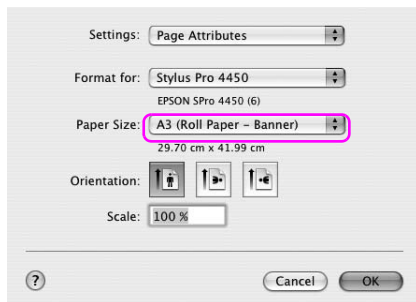 Settings: Page Attributes
Format for: Stylus Pro 4450
EPSON SPro 4450 (6)
Paper Size: A3 (Roll Paper – Banner)
29.70 cm x 41.99 cm
Orientation:
Scale: 100 %
? Cancel OK